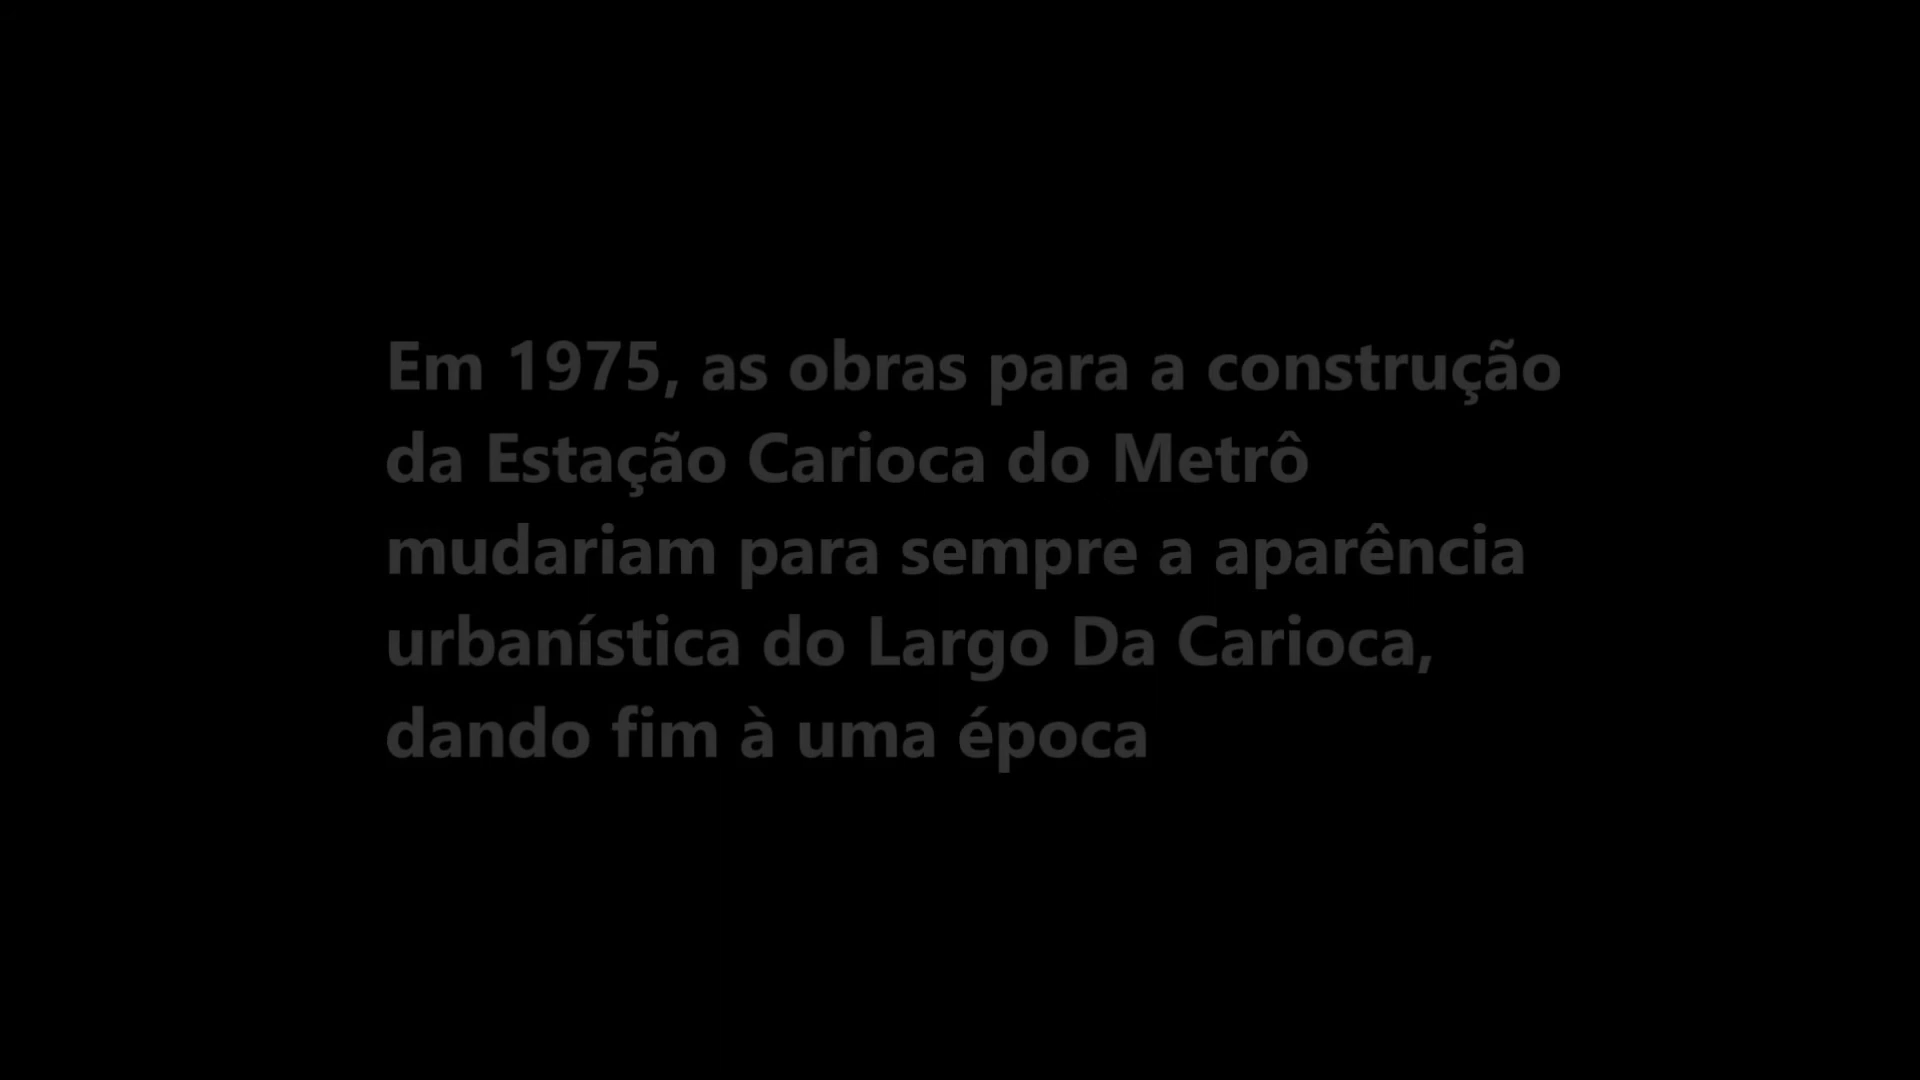 Em 1975, as obras para a construção
da Estação Carioca do Metrô
mudariam para sempre a aparência
urbanística do Largo Da Carioca,
dando fim à uma época